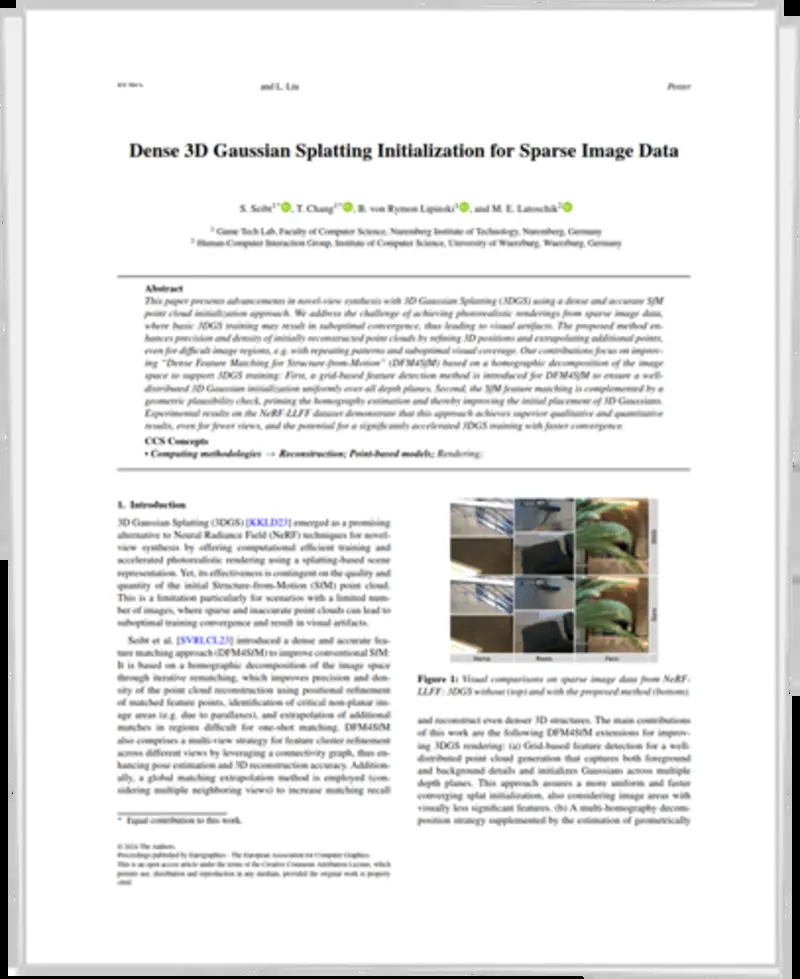 and L. Liu
Poster
Dense 3D Gaussian Splatting Initialization for Sparse Image Data
S. Seibt¹*, T. Chang¹*, B. von Rymon Lipinski¹, and M. E. Latoschik²
¹ Game Tech Lab, Faculty of Computer Science, Nuremberg Institute of Technology, Nuremberg, Germany
² Human-Computer Interaction Group, Institute of Computer Science, University of Wuerzburg, Wuerzburg, Germany
Abstract
This paper presents advancements in novel-view synthesis with 3D Gaussian Splatting (3DGS) using a dense and accurate SfM
point cloud initialization approach. We address the challenge of achieving photorealistic renderings from sparse image data,
where basic 3DGS training may result in suboptimal convergence, thus leading to visual artifacts. The proposed method en-
hances precision and density of initially reconstructed point clouds by refining 3D positions and extrapolating additional points,
even for difficult image regions, e.g. with repeating patterns and suboptimal visual coverage. Our contributions focus on improv-
ing "Dense Feature Matching for Structure-from-Motion" (DFM4SfM) based on a homographic decomposition of the image
space to support 3DGS training: First, a grid-based feature detection method is introduced for DFM4SfM to ensure a well-
distributed 3D Gaussian initialization uniformly over all depth planes. Second, the SfM feature matching is complemented by a
geometric plausibility check, priming the homography estimation and thereby improving the initial placement of 3D Gaussians.
Experimental results on the NeRF-LLFF dataset demonstrate that this approach achieves superior qualitative and quantitative
results, even for fewer views, and the potential for a significantly accelerated 3DGS training with faster convergence.
CCS Concepts
• Computing methodologies → Reconstruction; Point-based models; Rendering;
1. Introduction
3D Gaussian Splatting (3DGS) [KKLD23] emerged as a promising
alternative to Neural Radiance Field (NeRF) techniques for novel-
view synthesis by offering computational efficient training and
accelerated photorealistic rendering using a splatting-based scene
representation. Yet, its effectiveness is contingent on the quality and
quantity of the initial Structure-from-Motion (SfM) point cloud.
This is a limitation particularly for scenarios with a limited num-
ber of images, where sparse and inaccurate point clouds can lead to
suboptimal training convergence and result in visual artifacts.
Seibt et al. [SVRLCL23] introduced a dense and accurate fea-
ture matching approach (DFM4SfM) to improve conventional SfM:
It is based on a homographic decomposition of the image space
through iterative rematching, which improves precision and den-
sity of the point cloud reconstruction using positional refinement
of matched feature points, identification of critical non-planar im-
age areas (e.g. due to parallaxes), and extrapolation of additional
matches in regions difficult for one-shot matching. DFM4SfM
also comprises a multi-view strategy for feature cluster refinement
across different views by leveraging a connectivity graph, thus en-
hancing pose estimation and 3D reconstruction accuracy. Addition-
ally, a global matching extrapolation method is employed (con-
sidering multiple neighboring views) to increase matching recall
* Equal contribution to this work.
© 2024 The Authors.
Proceedings published by Eurographics - The European Association for Computer Graphics.
This is an open access article under the terms of the Creative Commons Attribution License, which
permits use, distribution and reproduction in any medium, provided the original work is properly
cited.
3DGS
Ours
Horns
Room
Fern
Figure 1: Visual comparisons on sparse image data from NeRF-
LLFF: 3DGS without (top) and with the proposed method (bottom).
and reconstruct even denser 3D structures. The main contributions
of this work are the following DFM4SfM extensions for improv-
ing 3DGS rendering: (a) Grid-based feature detection for a well-
distributed point cloud generation that captures both foreground
and background details and initializes Gaussians across multiple
depth planes. This approach assures a more uniform and faster
converging splat initialization, also considering image areas with
visually less significant features. (b) A multi-homography decom-
position strategy supplemented by the estimation of geometrically